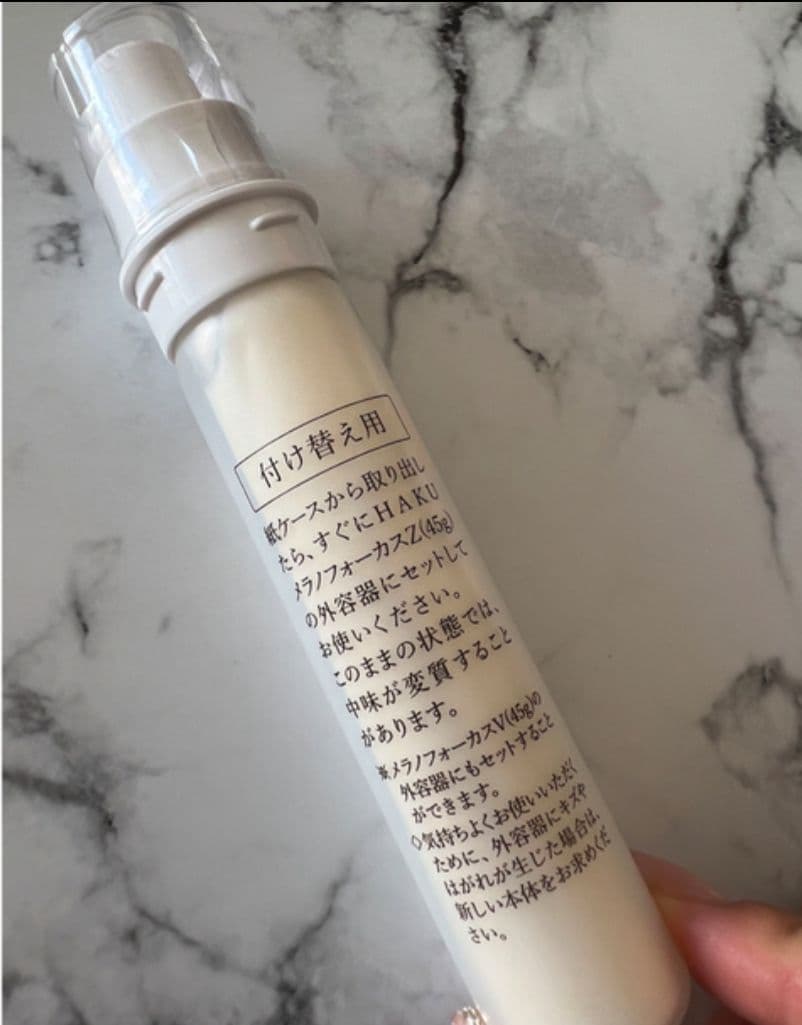 付け替え用
紙ケースから取り出し
たら、すぐにHAKU
メラノフォーカスZ(45g)
の外容器にセットして
お使いください。
このままの状態では、
中味が変質すること
があります。
※メラノフォーカスV(45g)の
外容器にもセットすること
ができます。
◇気持ちよくお使いいただく
ために、外容器にキズや
はがれが生じた場合は、
新しい本体をお求めくだ
さい。